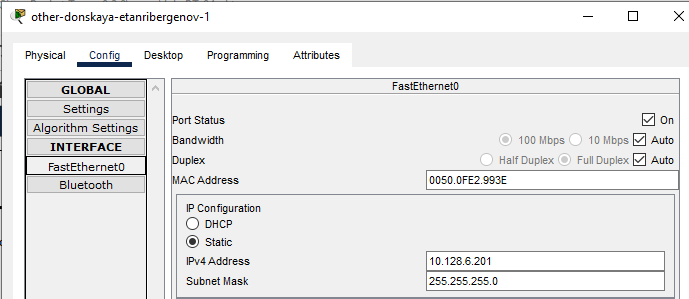 other-donskaya-etanribergenov-1
Physical Config Desktop Programming Attributes
GLOBAL
Settings
Algorithm Settings
INTERFACE
FastEthernet0
Bluetooth
FastEthernet0
Port Status On
Bandwidth 100 Mbps 10 Mbps Auto
Duplex Half Duplex Full Duplex Auto
MAC Address 0050.0FE2.993E
IP Configuration
DHCP
Static
IPv4 Address 10.128.6.201
Subnet Mask 255.255.255.0